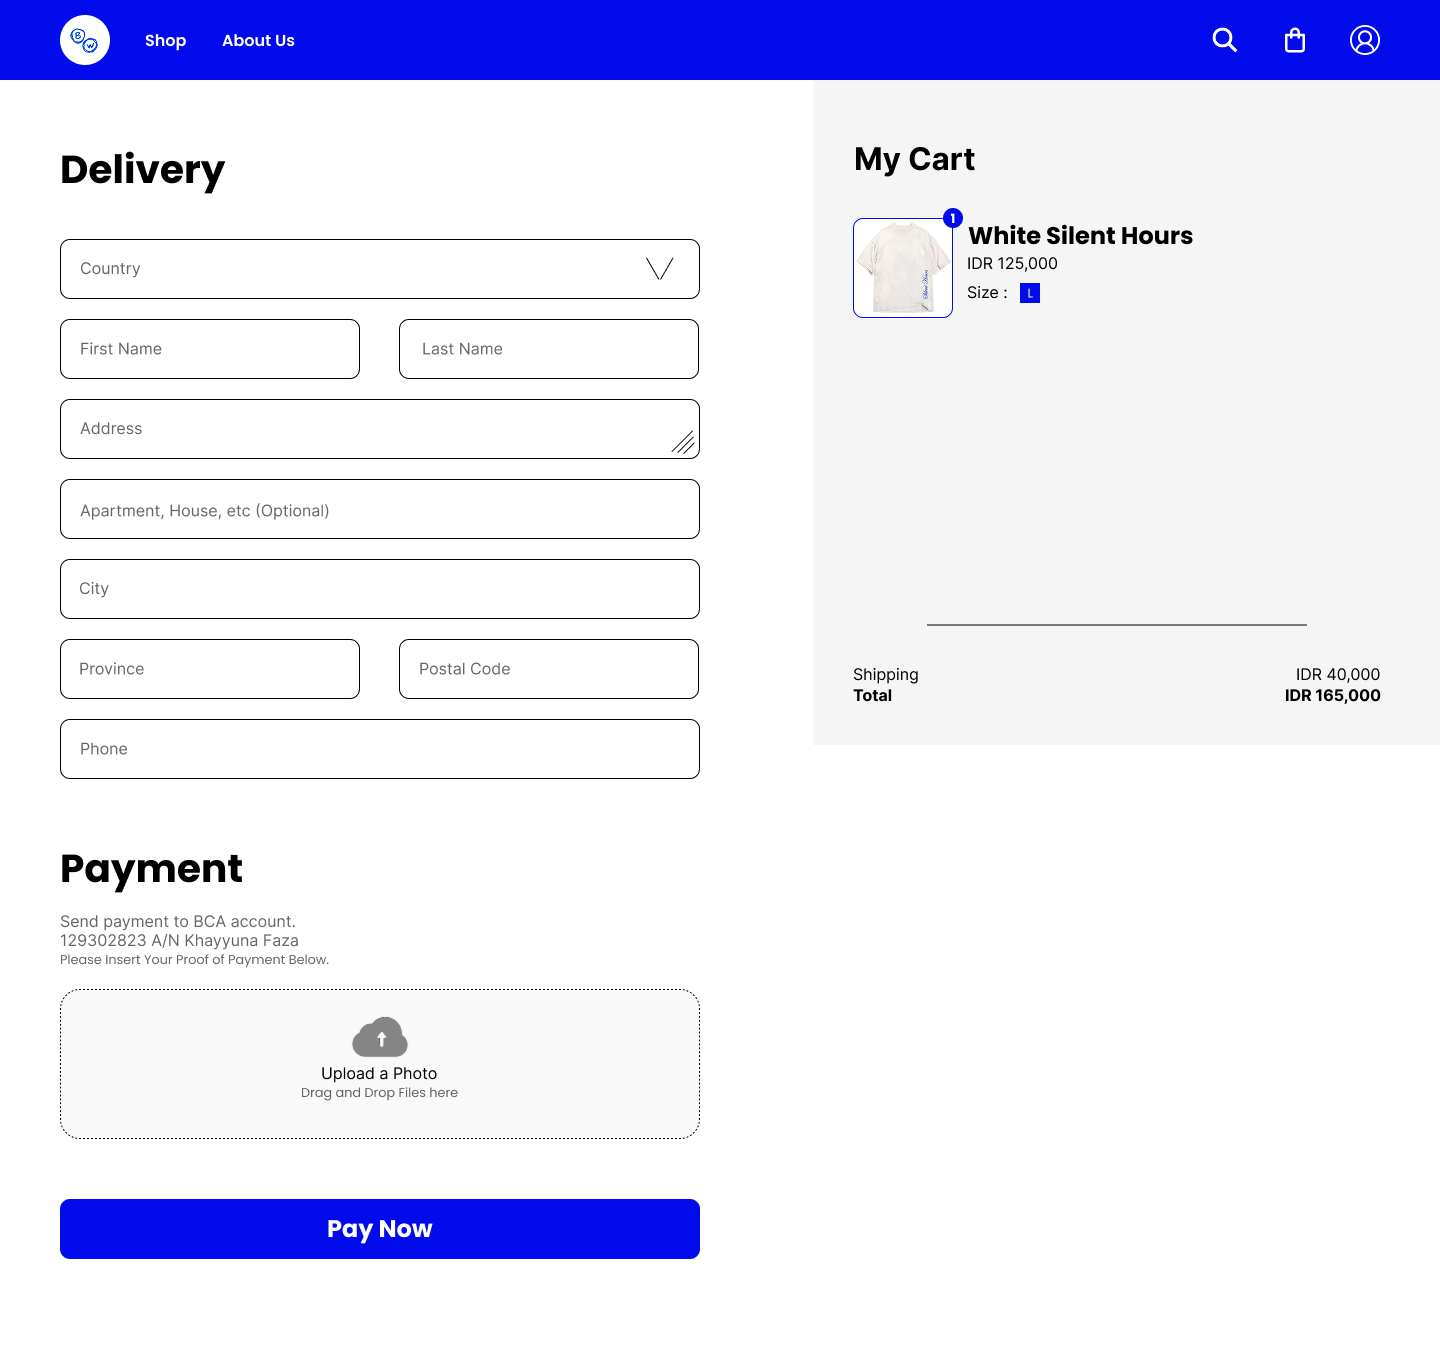 B
W
Shop
About Us
Delivery
Country
First Name
Last Name
Address
Apartment, House, etc (Optional)
City
Province
Postal Code
Phone
Payment
Send payment to BCA account.
129302823 A/N Khayyuna Faza
Please Insert Your Proof of Payment Below.
Upload a Photo
Drag and Drop Files here
Pay Now
My Cart
1
White Silent Hours
IDR 125,000
Size : L
Silent Hours
Shipping IDR 40,000
Total IDR 165,000